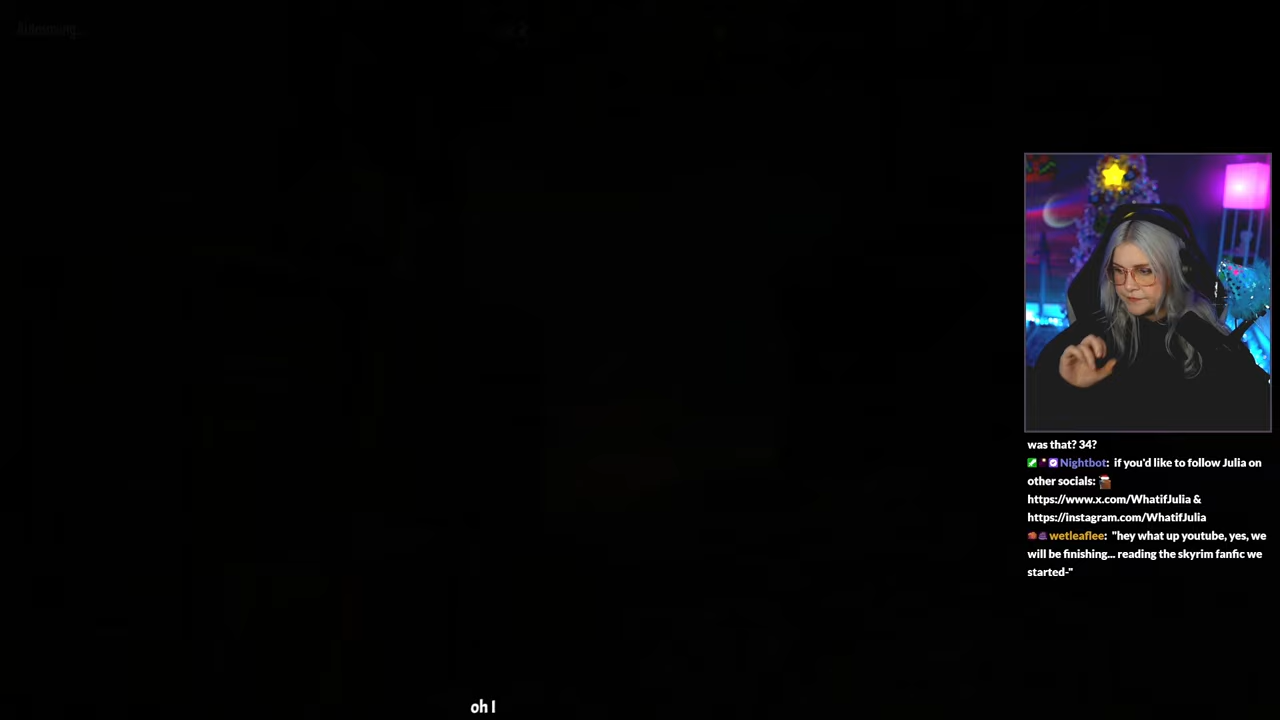 was that? 34?
Nightbot: if you'd like to follow Julia on
other socials:
https://www.x.com/WhatifJulia &
https://instagram.com/WhatifJulia
wetleaflee: "hey what up youtube, yes, we
will be finishing... reading the skyrim fanfic we
started-"
oh I